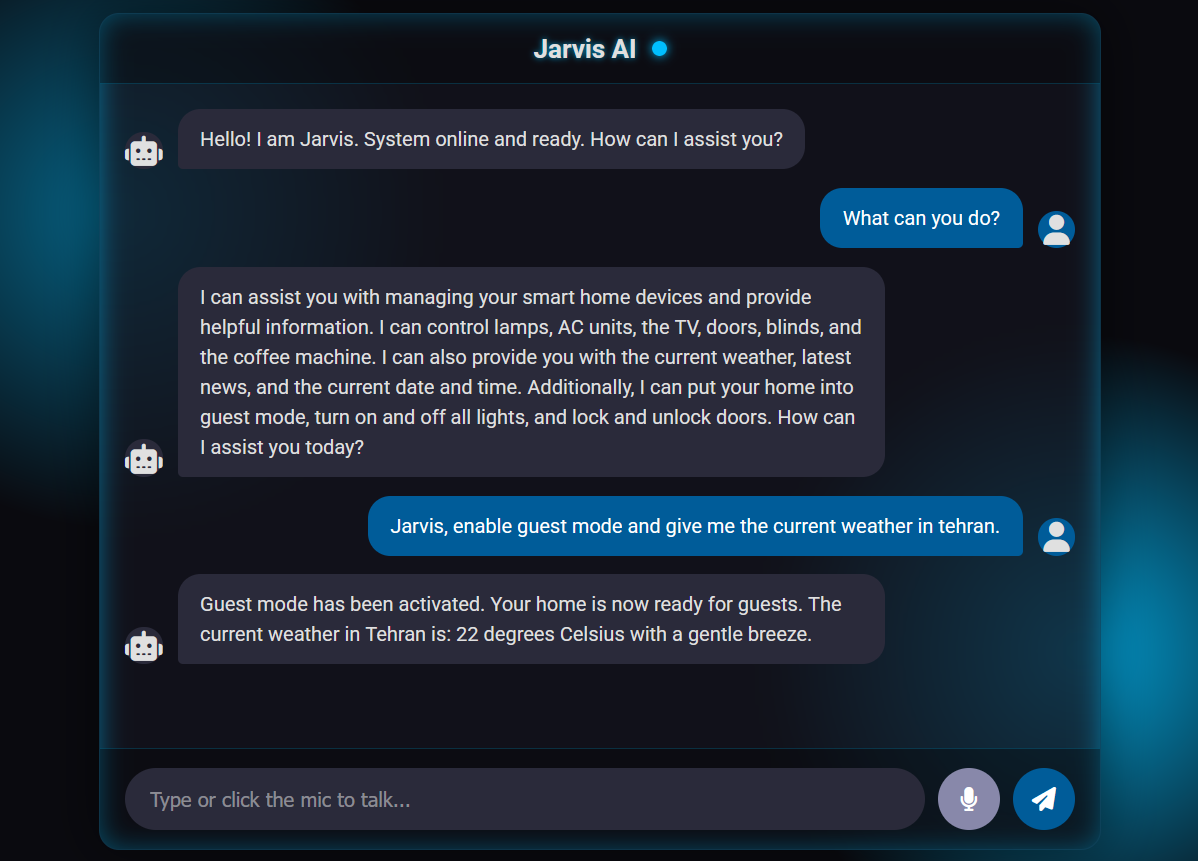 Jarvis AI
Hello! I am Jarvis. System online and ready. How can I assist you?
What can you do?
I can assist you with managing your smart home devices and provide
helpful information. I can control lamps, AC units, the TV, doors, blinds, and
the coffee machine. I can also provide you with the current weather, latest
news, and the current date and time. Additionally, I can put your home into
guest mode, turn on and off all lights, and lock and unlock doors. How can
I assist you today?
Jarvis, enable guest mode and give me the current weather in tehran.
Guest mode has been activated. Your home is now ready for guests. The
current weather in Tehran is: 22 degrees Celsius with a gentle breeze.
Type or click the mic to talk...